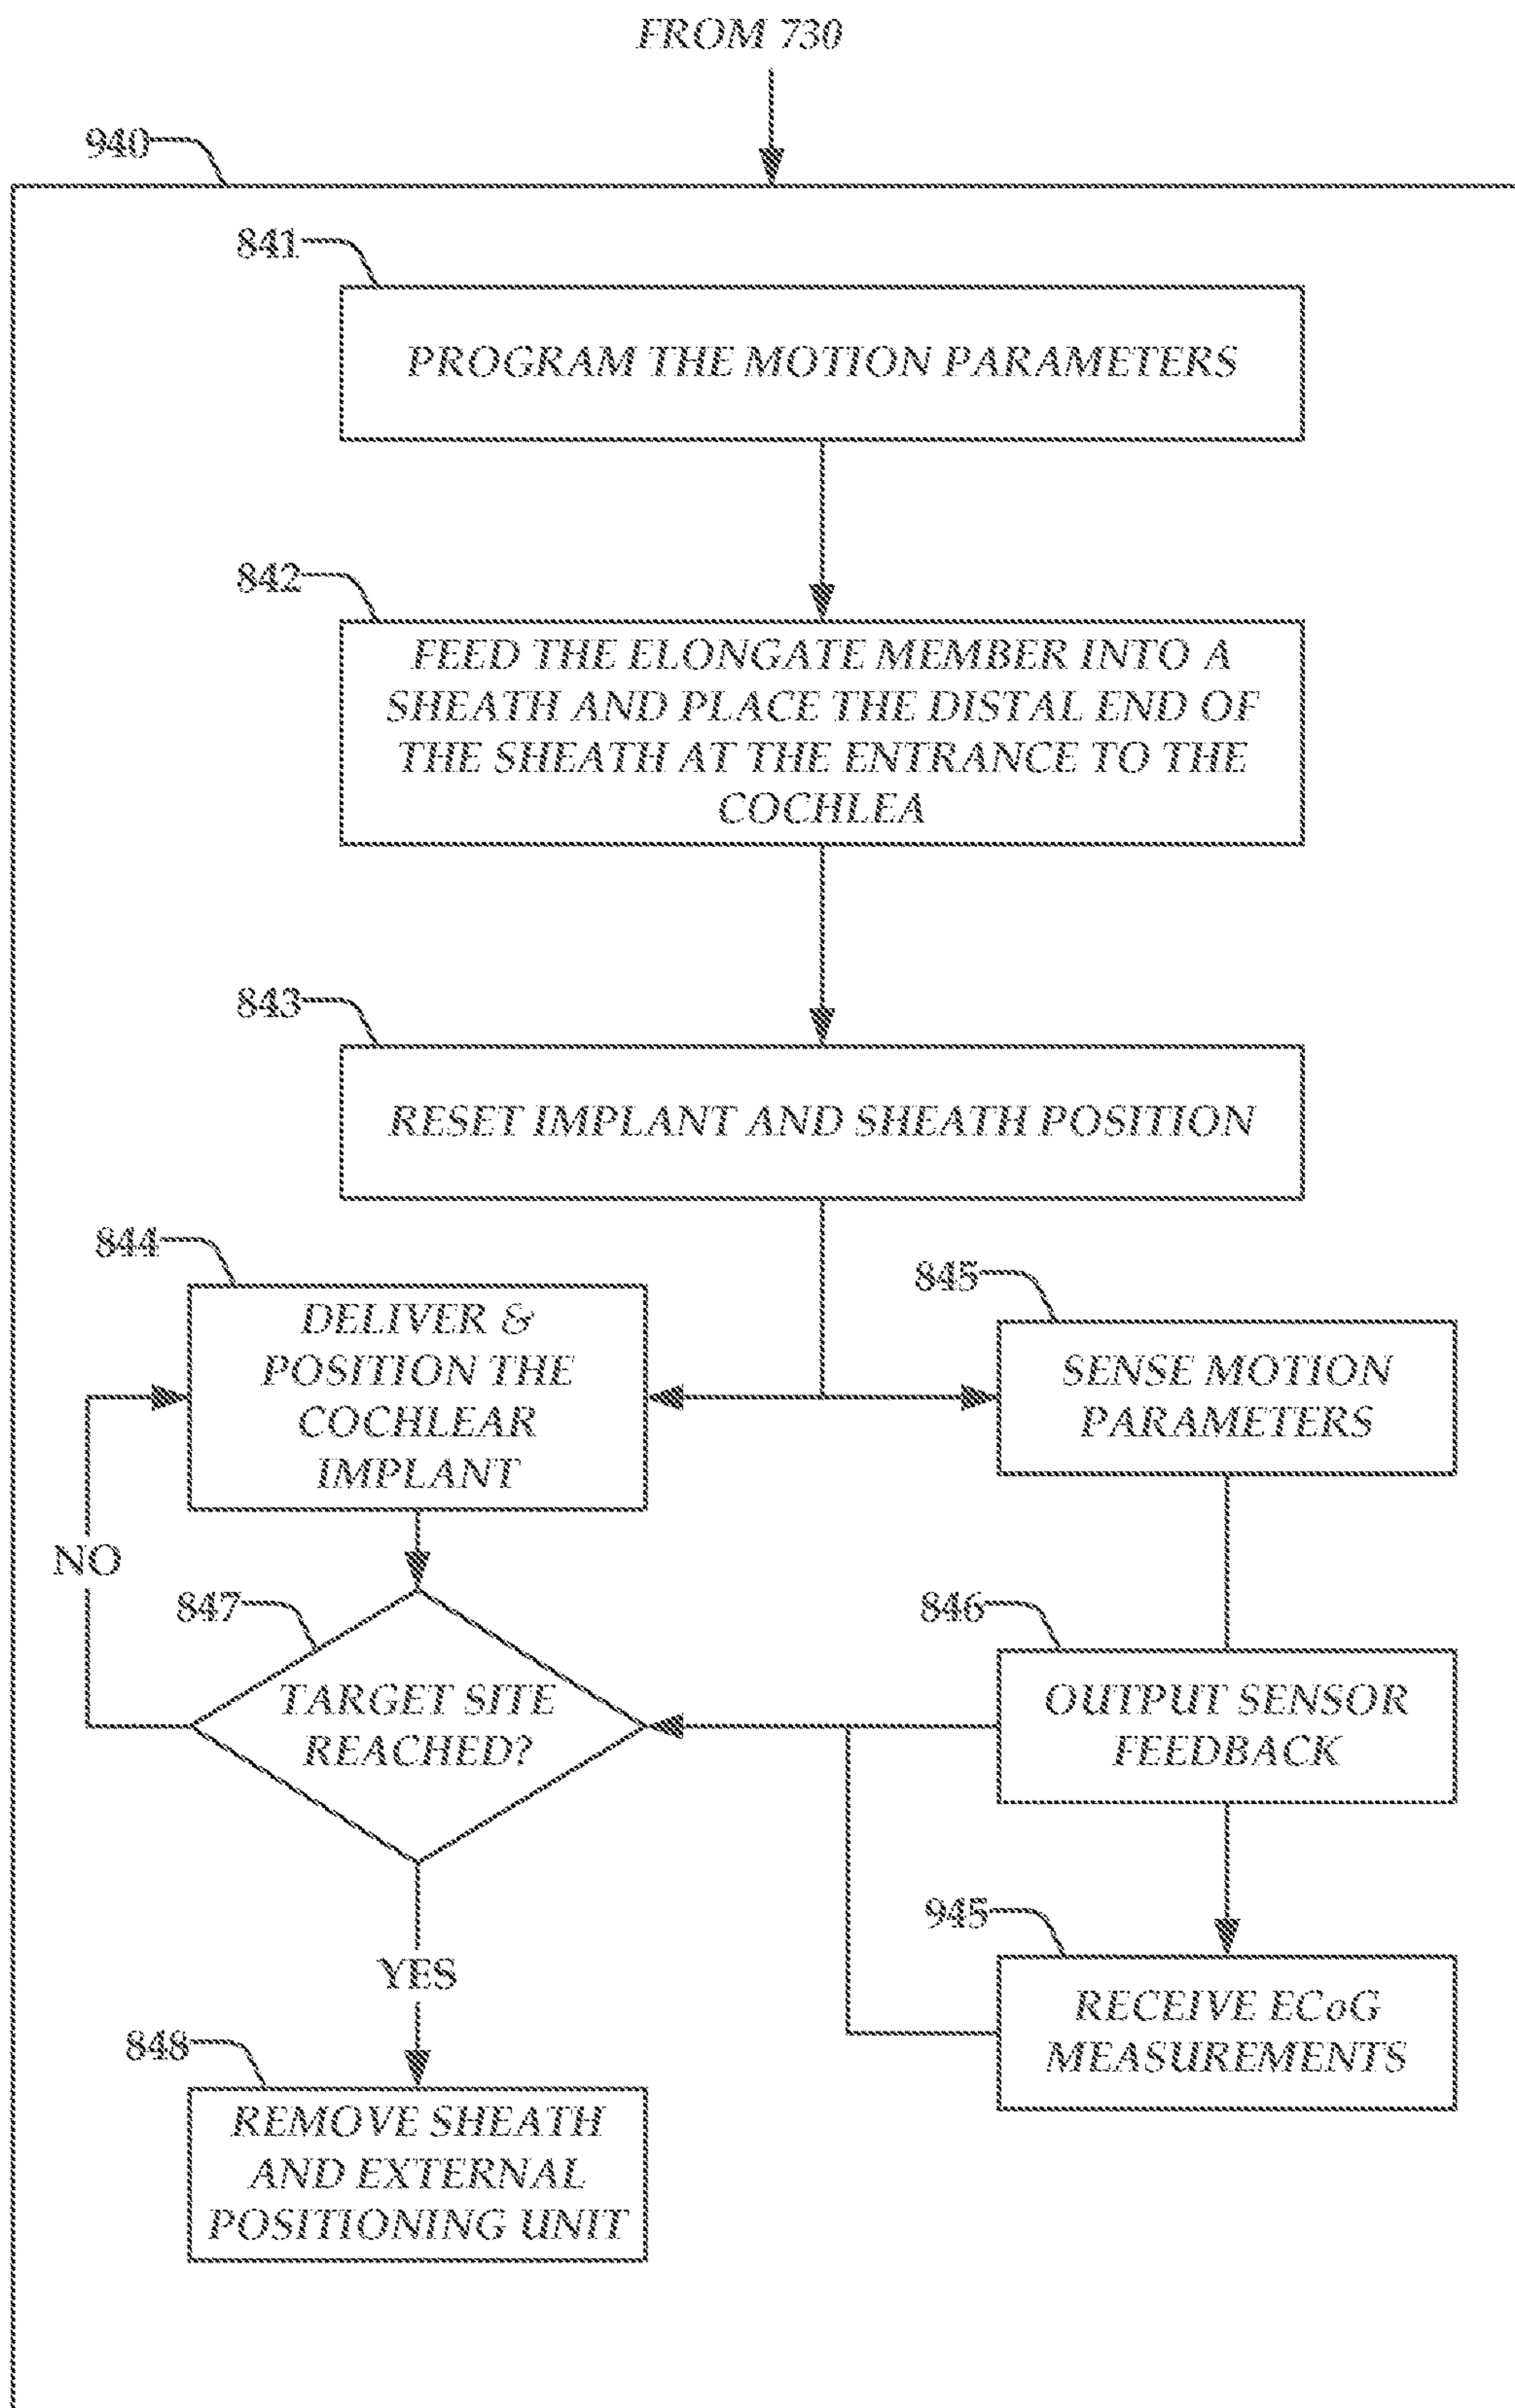 FROM 730
940
841
PROGRAM THE MOTION PARAMETERS
842
FEED THE ELONGATE MEMBER INTO A
SHEATH AND PLACE THE DISTAL END OF
THE SHEATH AT THE ENTRANCE TO THE
COCHLEA
843
RESET IMPLANT AND SHEATH POSITION
844
DELIVER &
POSITION THE
COCHLEAR
IMPLANT
845
SENSE MOTION
PARAMETERS
NO
847
TARGET SITE
REACHED?
846
OUTPUT SENSOR
FEEDBACK
945
RECEIVE ECoG
MEASUREMENTS
YES
848
REMOVE SHEATH
AND EXTERNAL
POSITIONING UNIT